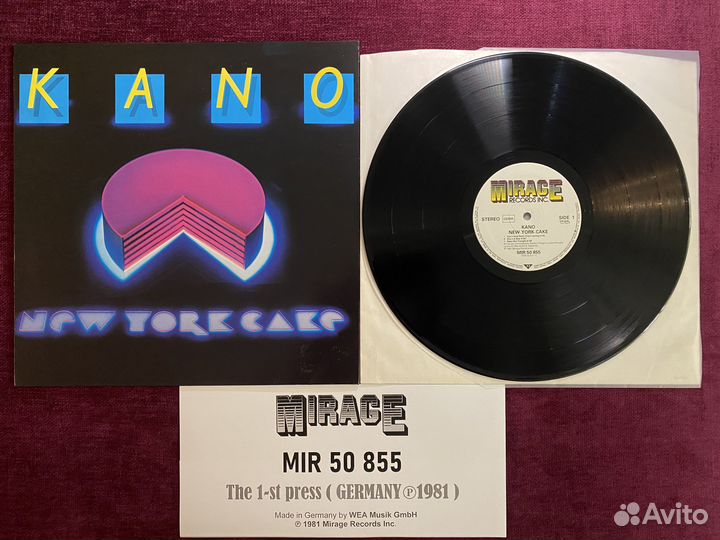 KANO
NEW YORK CAKE
MIRAGE
RECORDS INC.
STEREO
SIDE 1
KANO
NEW YORK CAKE
MIR 50 855
MIRAGE
MIR 50 855
The 1-st press ( GERMANY ℗1981 )
Made in Germany by WEA Musik GmbH
℗ 1981 Mirage Records Inc.
Avito